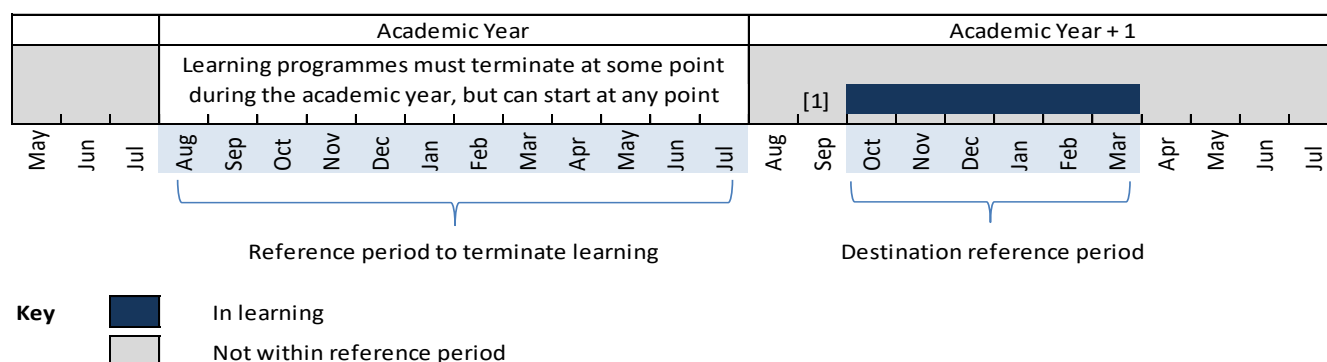 Academic Year
Academic Year + 1
Learning programmes must terminate at some point
during the academic year, but can start at any point
[1]
May Jun Jul Aug Sep Oct Nov Dec Jan Feb Mar Apr May Jun Jul Aug Sep Oct Nov Dec Jan Feb Mar Apr May Jun Jul
Reference period to terminate learning
Destination reference period
Key
In learning
Not within reference period